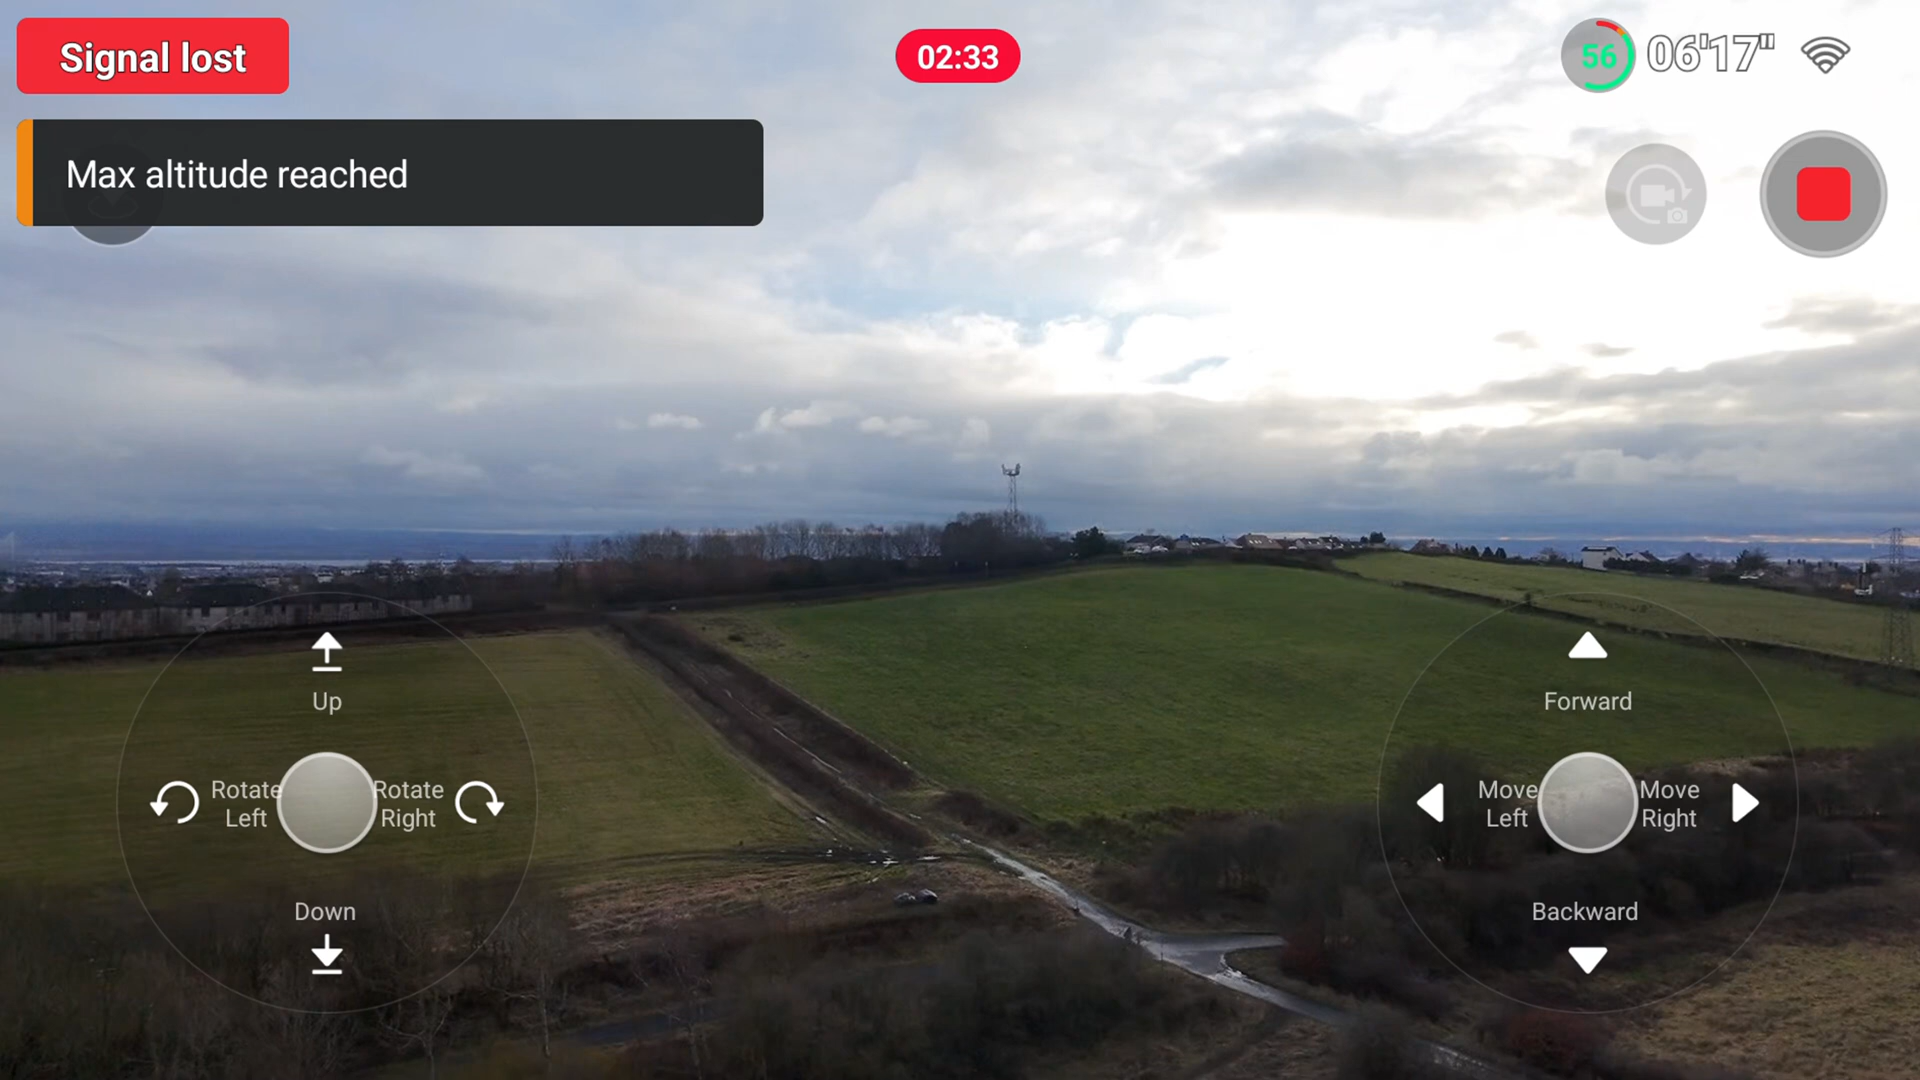 Signal lost
02:33
56
06'17"
Max altitude reached
Up
Forward
Rotate Left
Rotate Right
Move Left
Move Right
Down
Backward